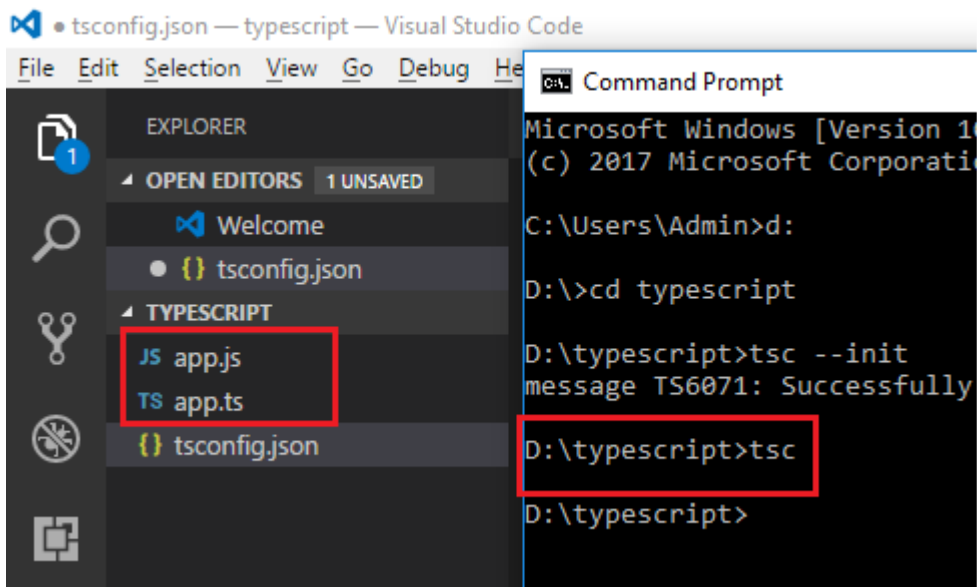 ● tsconfig.json — typescript — Visual Studio Code
File Edit Selection View Go Debug He
EXPLORER
OPEN EDITORS 1 UNSAVED
Welcome
● {} tsconfig.json
TYPESCRIPT
JS app.js
TS app.ts
{} tsconfig.json
1
C:\. Command Prompt
Microsoft Windows [Version 1
(c) 2017 Microsoft Corporati
C:\Users\Admin>d:
D:\>cd typescript
D:\typescript>tsc --init
message TS6071: Successfully
D:\typescript>tsc
D:\typescript>